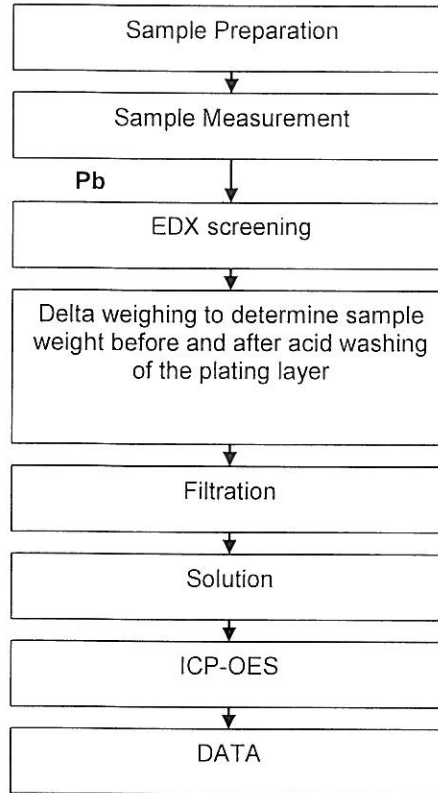 Sample Preparation
Sample Measurement
Pb
EDX screening
Delta weighing to determine sample
weight before and after acid washing
of the plating layer
Filtration
Solution
ICP-OES
DATA